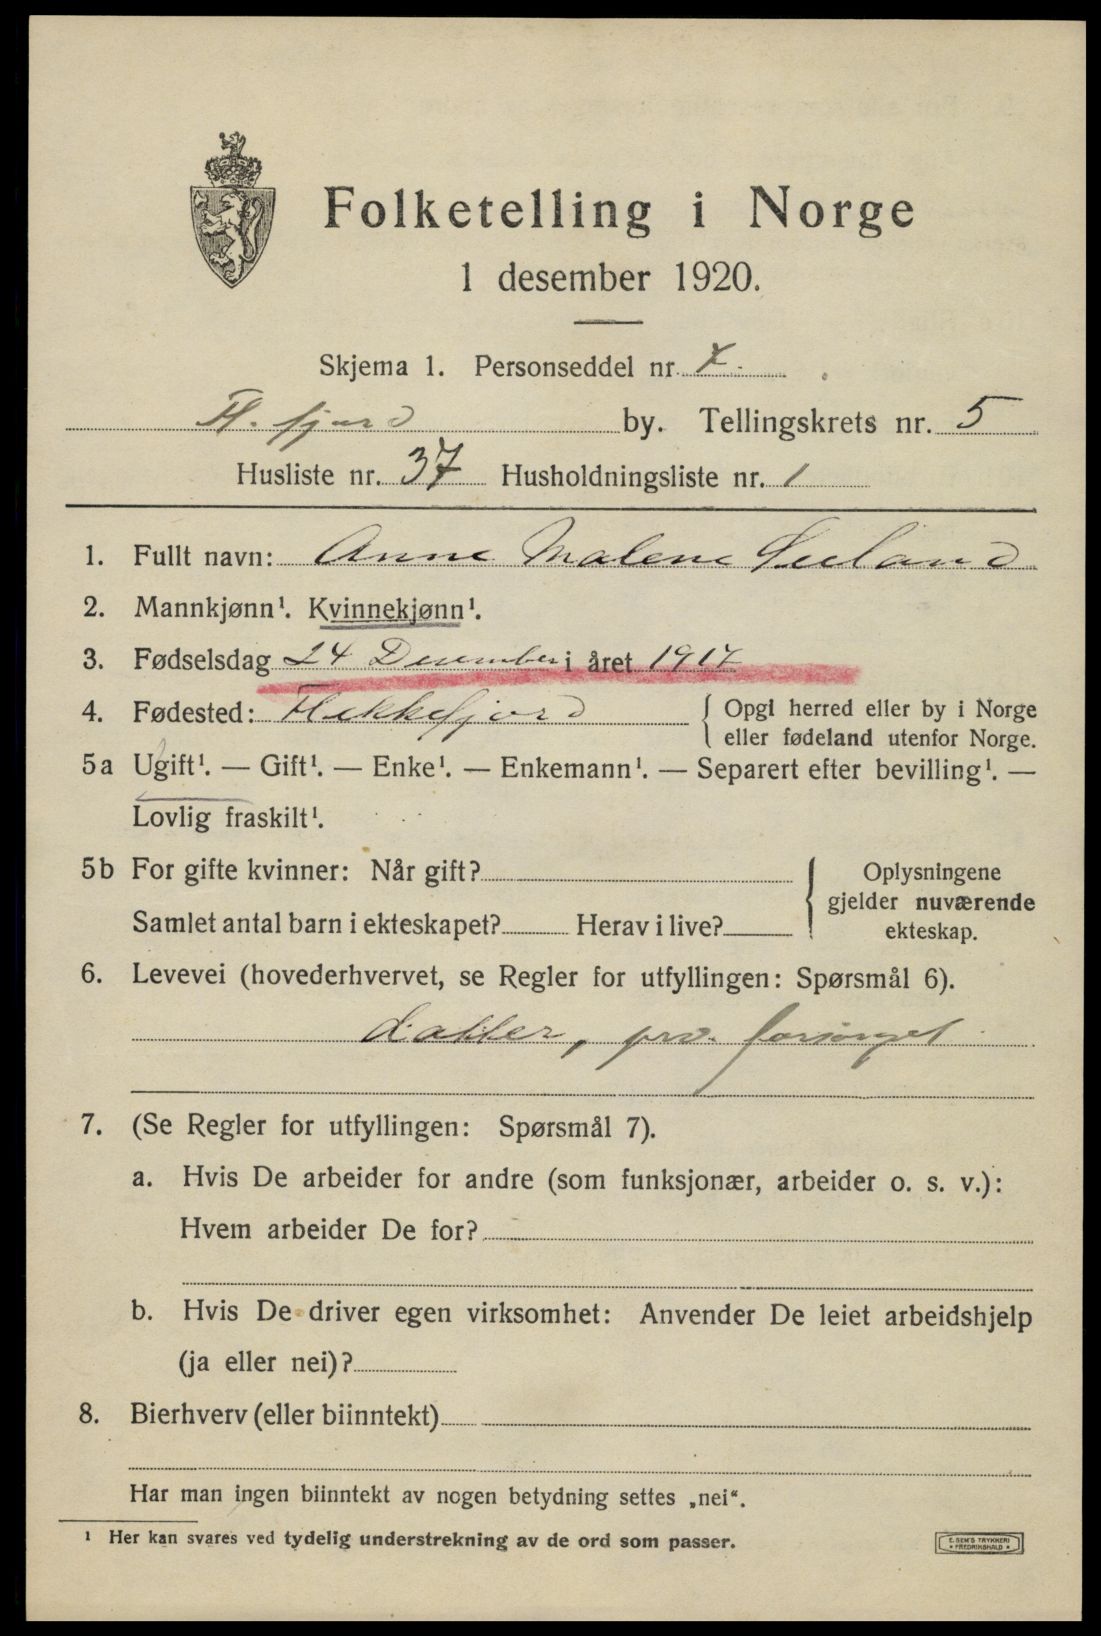 Folketelling i Norge
1 desember 1920.
Skjema 1. Personseddel nr. 7.
Fl. fjord by. Tellingskrets nr. 5
Husliste nr. 37 Husholdningsliste nr. 1
1. Fullt navn: Anne Malene Seeland
2. Mannkjønn¹. Kvinnekjønn¹.
3. Fødselsdag 24 Desember i året 1917
4. Fødested: Flekkefjord { Opgi herred eller by i Norge
eller fødeland utenfor Norge.
5a Ugift¹. — Gift¹. — Enke¹. — Enkemann¹. — Separert efter bevilling¹. —
Lovlig fraskilt¹.
5b For gifte kvinner: Når gift? } Oplysningene
gjelder nuværende
Samlet antal barn i ekteskapet? Herav i live? ekteskap.
6. Levevei (hovederhvervet, se Regler for utfyllingen: Spørsmål 6).
datter, prv. forsørget
7. (Se Regler for utfyllingen: Spørsmål 7).
a. Hvis De arbeider for andre (som funksjonær, arbeider o. s. v.):
Hvem arbeider De for?
b. Hvis De driver egen virksomhet: Anvender De leiet arbeidshjelp
(ja eller nei)?
8. Bierhverv (eller biinntekt)
Har man ingen biinntekt av nogen betydning settes „nei“.
¹ Her kan svares ved tydelig understrekning av de ord som passer.
E. SEM'S TRYKKERI
* FREDRIKSHALD *